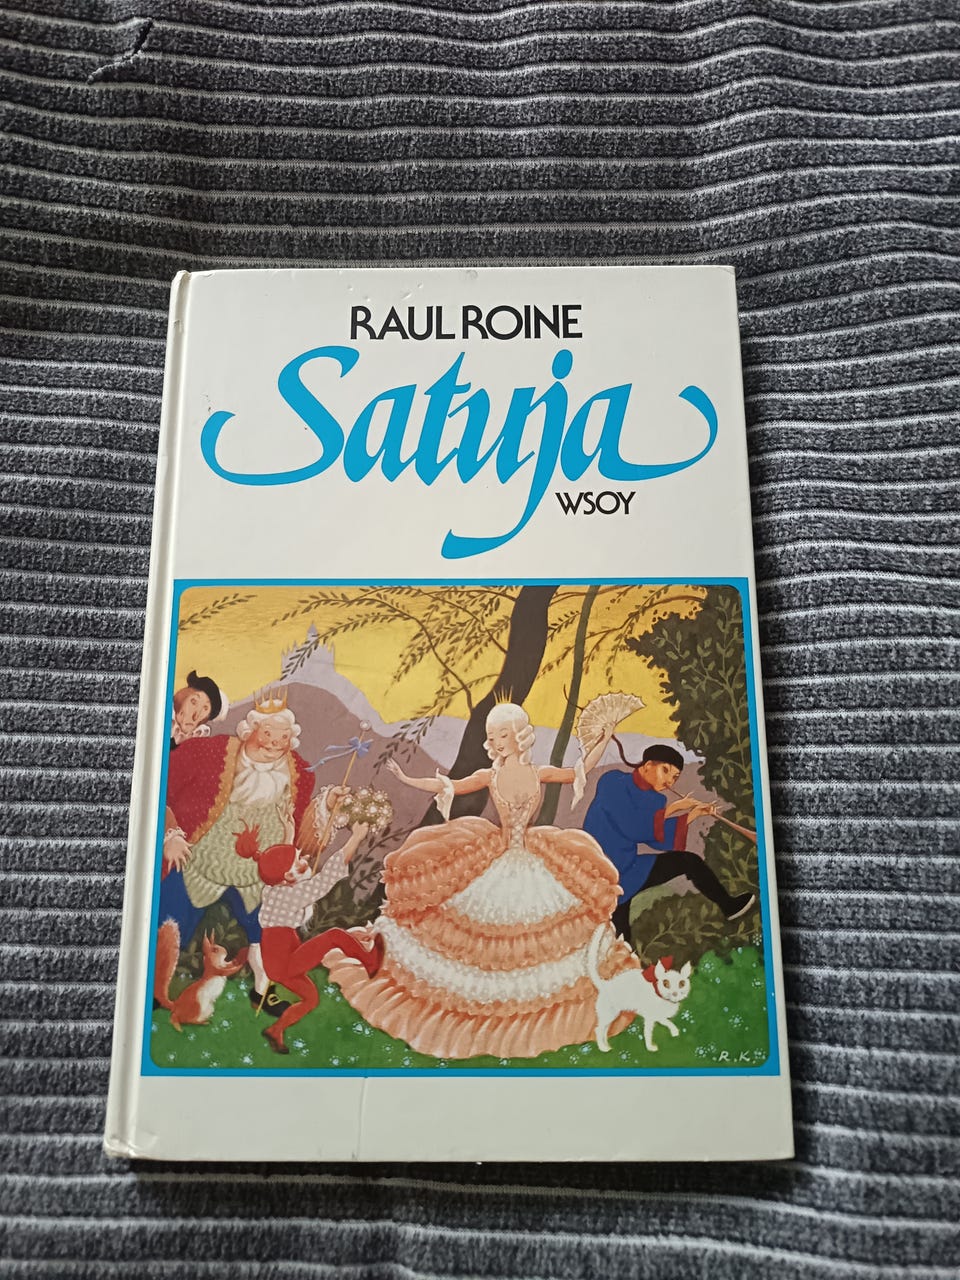 RAUL ROINE
Satuja
WSOY
R.K.